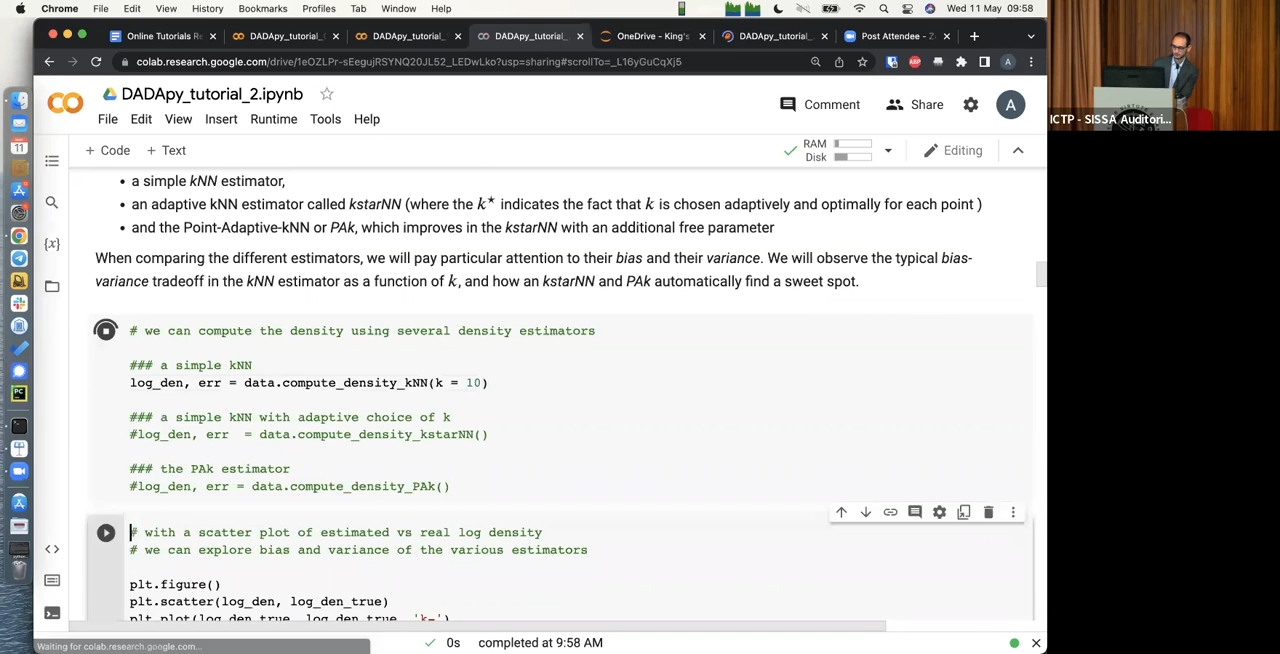 Chrome File Edit View History Bookmarks Profiles Tab Window Help Wed 11 May 09:58
Online Tutorials R DADApy_tutorial_ DADApy_tutorial_ DADApy_tutorial_ OneDrive - King's DADApy_tutorial_ Post Attendee - Z
colab.research.google.com/drive/1eOZLPr-sEegujRSYNQ20JL52_LEDwLko?usp=sharing#scrollTo=_L16yGuCqXj5
ABP A
DADApy_tutorial_2.ipynb
Comment Share A
File Edit View Insert Runtime Tools Help
+ Code + Text RAM Disk Editing
• a simple kNN estimator,
• an adaptive kNN estimator called kstarNN (where the k* indicates the fact that k is chosen adaptively and optimally for each point )
• and the Point-Adaptive-kNN or PAk, which improves in the kstarNN with an additional free parameter
When comparing the different estimators, we will pay particular attention to their bias and their variance. We will observe the typical bias-
variance tradeoff in the kNN estimator as a function of k, and how an kstarNN and PAk automatically find a sweet spot.
# we can compute the density using several density estimators
### a simple kNN
log_den, err = data.compute_density_kNN(k = 10)
### a simple kNN with adaptive choice of k
#log_den, err  = data.compute_density_kstarNN()
### the PAk estimator
#log_den, err = data.compute_density_PAk()
# with a scatter plot of estimated vs real log density
# we can explore bias and variance of the various estimators
plt.figure()
plt.scatter(log_den, log_den_true)
plt.plot(log_den_true, log_den_true, 'k-')
0s completed at 9:58 AM
Waiting for colab.research.google.com...
ICTP - SISSA Auditori...